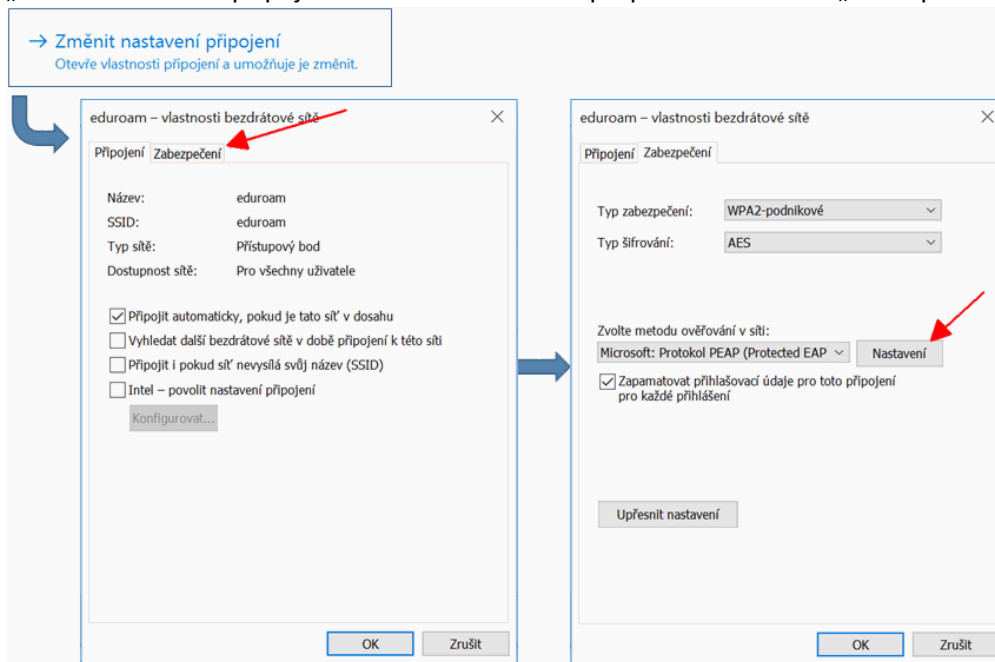 Změnit nastavení připojení
Otevře vlastnosti připojení a umožňuje je změnit.
eduroam – vlastnosti bezdrátové sítě
Připojení Zabezpečení
Název: eduroam
SSID: eduroam
Typ sítě: Přístupový bod
Dostupnost sítě: Pro všechny uživatele
Připojit automaticky, pokud je tato síť v dosahu
Vyhledat další bezdrátové sítě v době připojení k této síti
Připojit i pokud síť nevysílá svůj název (SSID)
Intel – povolit nastavení připojení
Konfigurovat...
OK Zrušit
eduroam – vlastnosti bezdrátové sítě
Připojení Zabezpečení
Typ zabezpečení: WPA2-podnikové
Typ šifrování: AES
Zvolte metodu ověřování v síti:
Microsoft: Protokol PEAP (Protected EAP Nastavení
Zapamatovat přihlašovací údaje pro toto připojení
pro každé přihlášení
Upřesnit nastavení
OK Zrušit